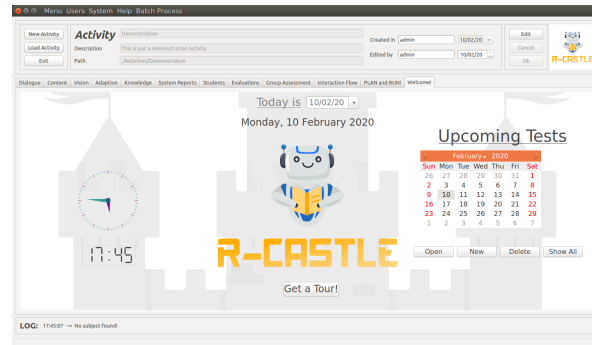 Menu Users System Help Batch Process
New Activity
Load Activity
Exit
Activity Demonstration
Description This is just a demonstration activity
Path ./Activities/Demonstration
Created in admin 10/02/20
Edited by admin 10/02/20
Edit
Cancel
Ok
R-CASTLE
Dialogue Content Vision Adaption Knowledge System Reports Students Evaluations Group Assessment Interaction Flow PLAN and RUN! Welcome!
Today is 10/02/20
Monday, 10 February 2020
17:45
R-CASTLE
Get a Tour!
Upcoming Tests
February 2020
Sun Mon Tue Wed Thu Fri Sat
26 27 28 29 30 31 1
2 3 4 5 6 7 8
9 10 11 12 13 14 15
16 17 18 19 20 21 22
23 24 25 26 27 28 29
1 2 3 4 5 6 7
Open New Delete Show All
LOG: 17:45:07 --> No subject found!